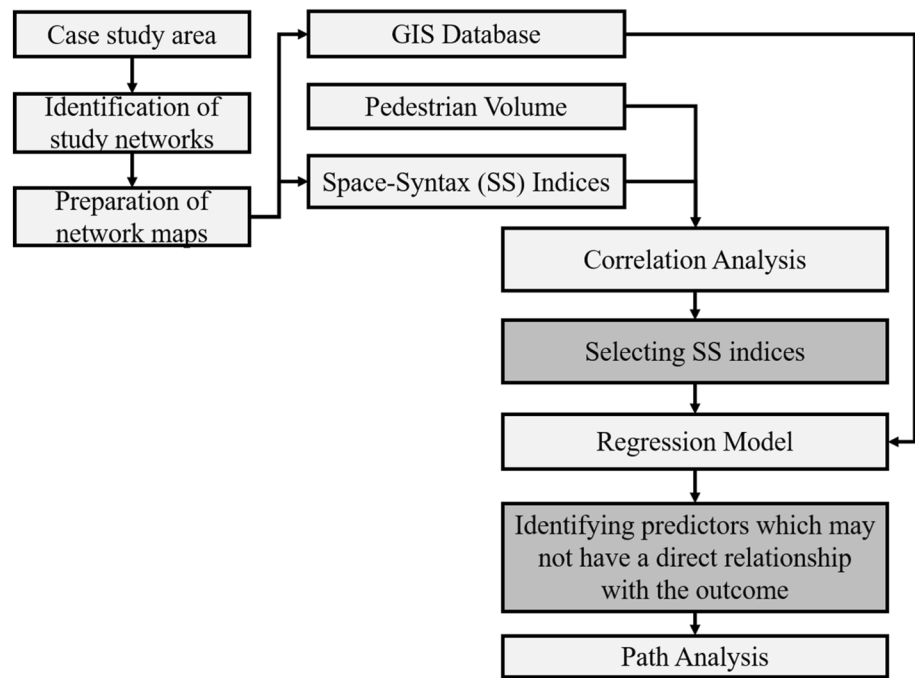 Case study area
Identification of
study networks
Preparation of
network maps
GIS Database
Pedestrian Volume
Space-Syntax (SS) Indices
Correlation Analysis
Selecting SS indices
Regression Model
Identifying predictors which may
not have a direct relationship
with the outcome
Path Analysis